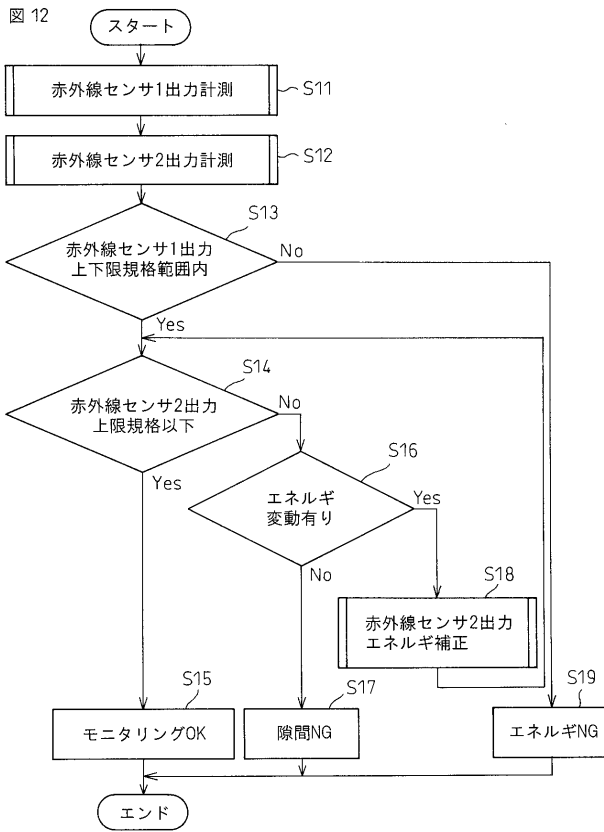 図 12
スタート
赤外線センサ1出力計測
S11
赤外線センサ2出力計測
S12
S13
赤外線センサ1出力
上下限規格範囲内
No
Yes
S14
赤外線センサ2出力
上限規格以下
No
Yes
S16
エネルギ
変動有り
Yes
No
S18
赤外線センサ2出力
エネルギ補正
S15
モニタリングOK
S17
隙間NG
S19
エネルギNG
エンド